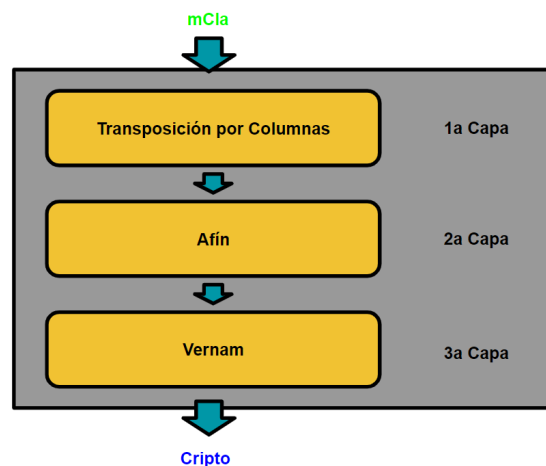 mCla
Transposición por Columnas
1a Capa
Afín
2a Capa
Vernam
3a Capa
Cripto